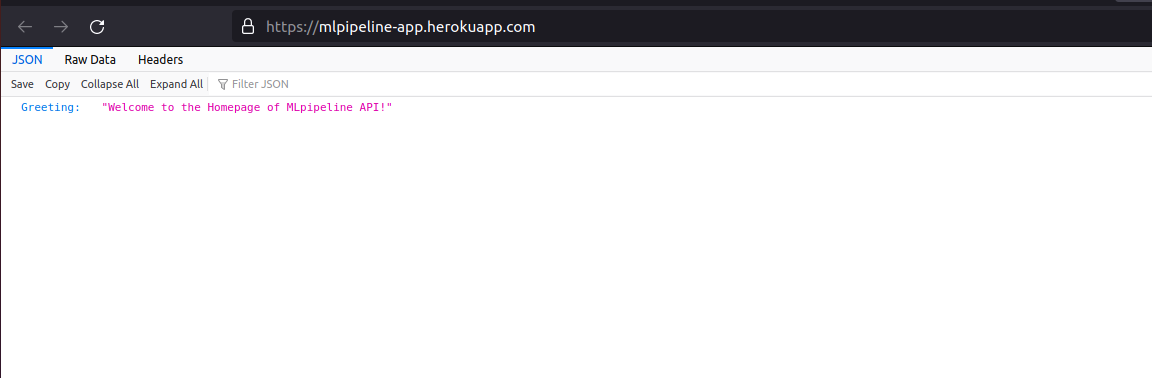 https://mlpipeline-app.herokuapp.com
JSON Raw Data Headers
Save Copy Collapse All Expand All Filter JSON
Greeting: "Welcome to the Homepage of MLpipeline API!"